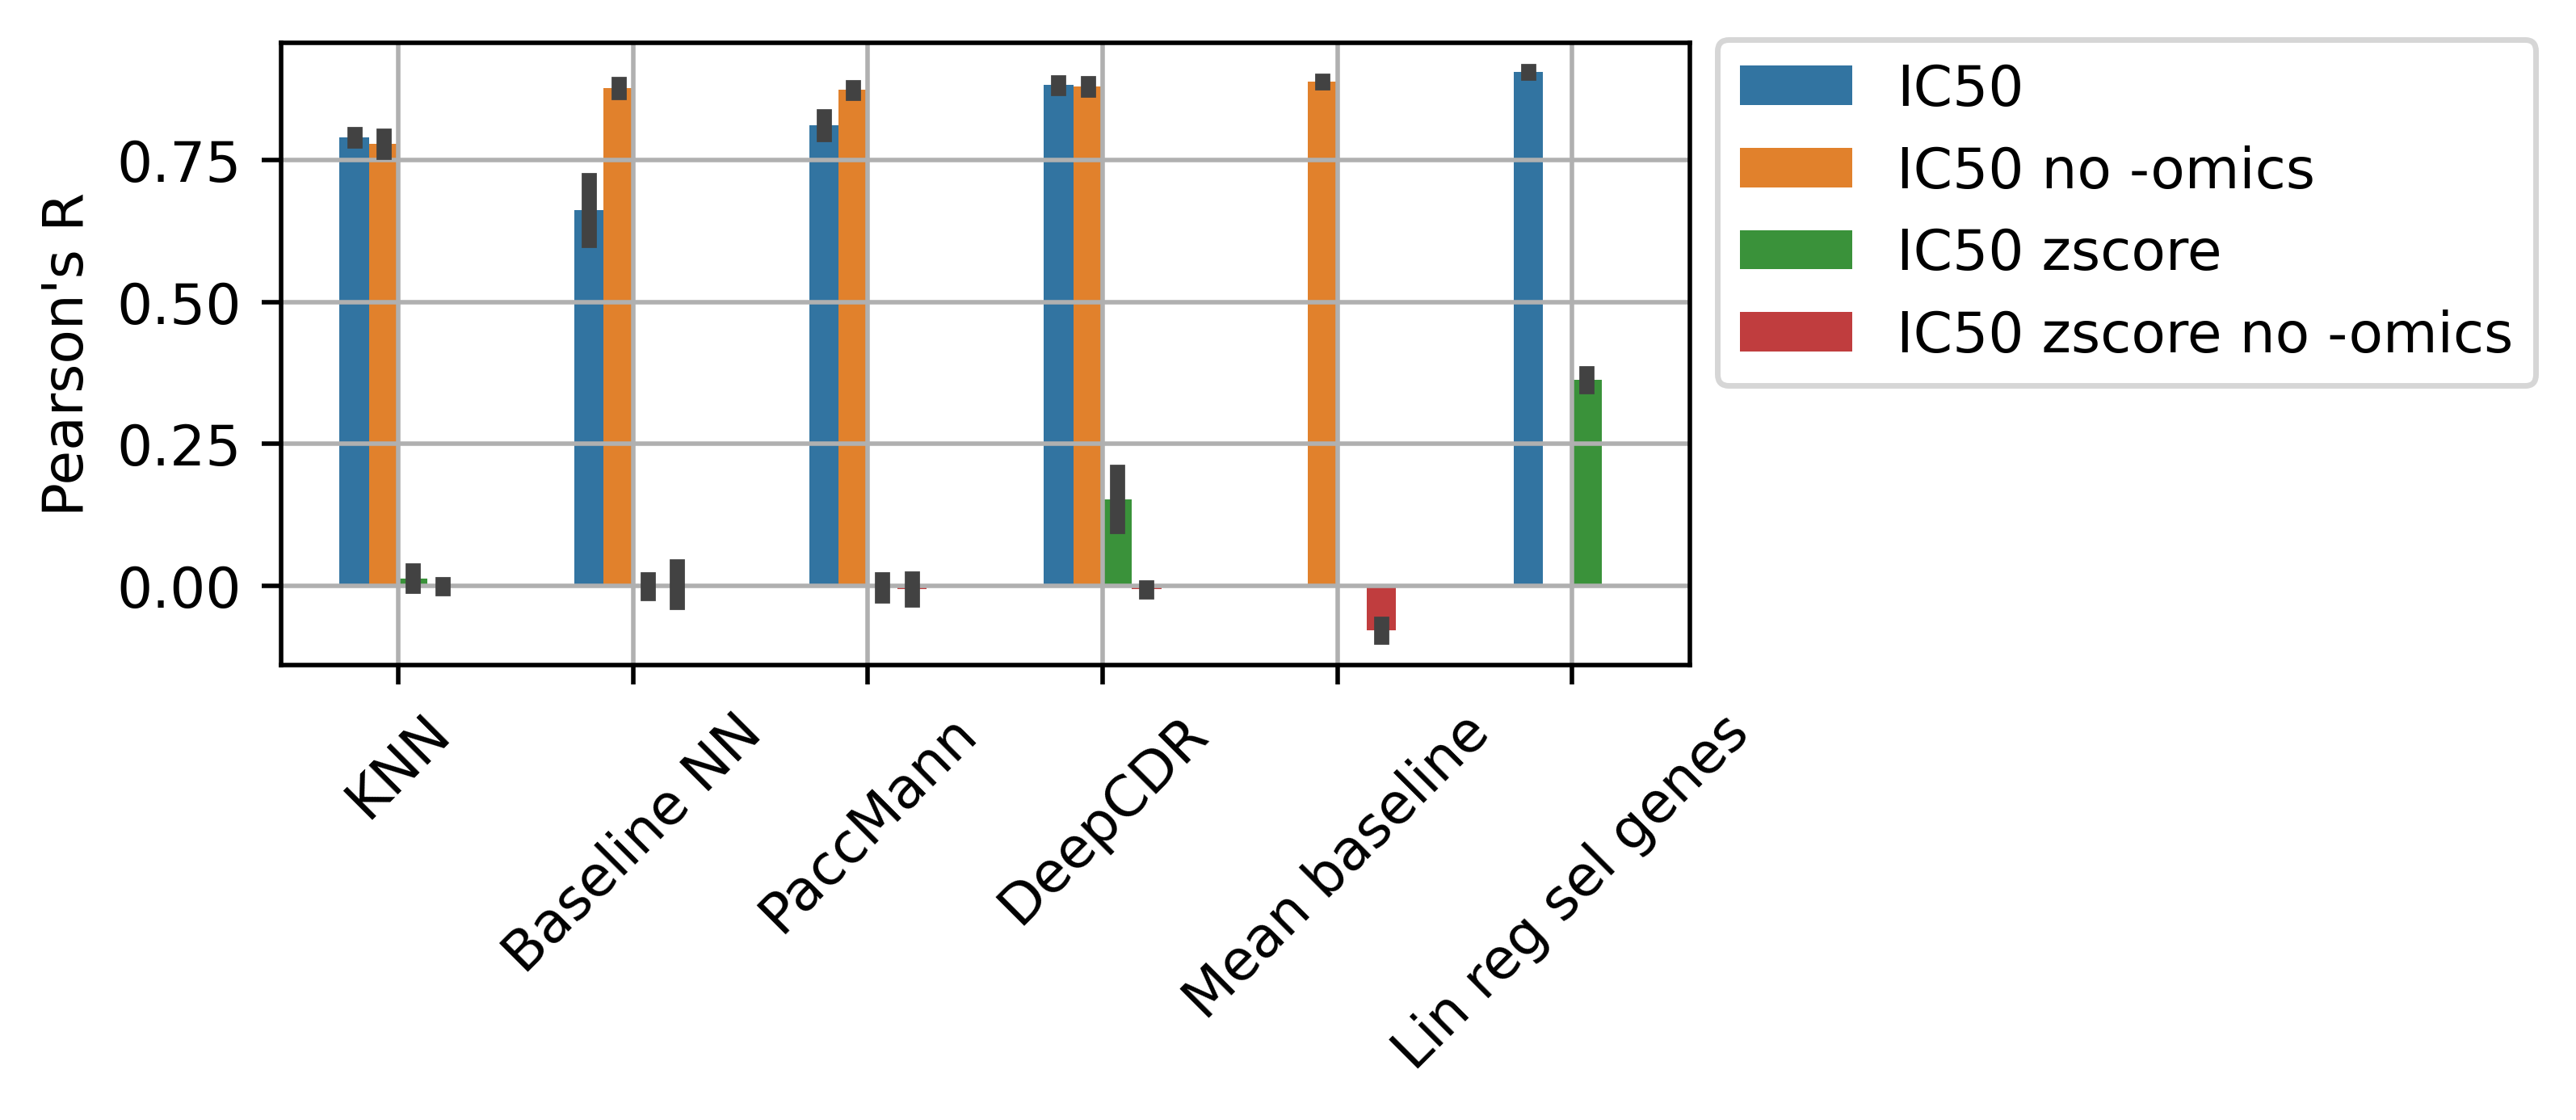 Pearson's R
0.75
0.50
0.25
0.00
KNN
Baseline NN
PaccMann
DeepCDR
Mean baseline
Lin reg sel genes
IC50
IC50 no -omics
IC50 zscore
IC50 zscore no -omics